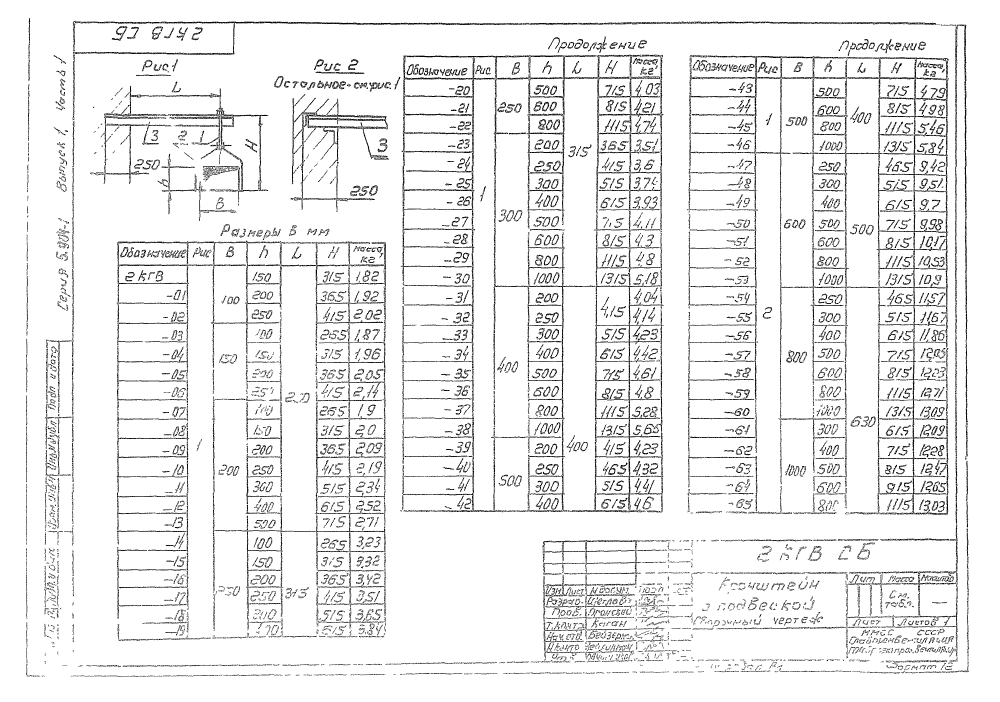 2КГВ СБ
Рис.1
Рис 2
Остальное-см.рис.1
L
3 2 1
H
250
h
B
3
250
Серия 5.904-1 Выпуск 1, Часть 1
Размеры в мм
Обозначение Рис B h L H Масса, кг
2КГВ 1 100 150 315 1,82
-01 200 365 1,92
-02 250 415 2,02
-03 150 100 265 1,87
-04 150 315 1,96
-05 200 365 2,05
-06 250 415 2,14
-07 200 100 265 1,9
-08 150 315 2,0
-09 200 365 2,09
-10 250 415 2,19
-11 300 515 2,34
-12 400 615 2,52
-13 500 715 2,71
-14 250 100 315 265 3,23
-15 150 315 3,32
-16 200 365 3,42
-17 250 415 3,51
-18 300 515 3,65
-19 400 615 3,84
Продолжение
Обозначение Рис B h L H Масса, кг
-20 1 250 500 315 715 4,03
-21 600 815 4,21
-22 800 1115 4,74
-23 300 200 365 3,51
-24 250 415 3,6
-25 300 515 3,74
-26 400 615 3,93
-27 500 715 4,11
-28 600 815 4,3
-29 800 1115 4,8
-30 1000 1315 5,18
-31 400 200 400 4,04
-32 250 415 4,14
-33 300 515 4,23
-34 400 615 4,42
-35 500 715 4,61
-36 600 815 4,8
-37 800 1115 5,28
-38 1000 1315 5,65
-39 500 200 415 4,23
-40 250 465 4,32
-41 300 515 4,41
-42 400 615 4,6
Продолжение
Обозначение Рис B h L H Масса, кг
-43 1 500 500 400 715 4,79
-44 600 815 4,98
-45 800 1115 5,46
-46 1000 1315 5,84
-47 2 600 250 500 465 9,42
-48 300 515 9,51
-49 400 615 9,7
-50 500 715 9,98
-51 600 815 10,17
-52 800 1115 10,53
-53 1000 1315 10,9
-54 800 250 630 465 11,57
-55 300 515 11,67
-56 400 615 11,86
-57 500 715 12,05
-58 600 815 12,23
-59 800 1115 12,71
-60 1000 1315 13,09
-61 1000 300 615 12,09
-62 400 715 12,28
-63 500 815 12,47
-64 600 915 12,65
-65 800 1115 13,03
2КГВ СБ
Кронштейн
с подвеской
Сборочный чертеж
Лит Масса Масштаб
См. табл. —
Лист Листов 1
ММСС СССР
Изм Лист
Разраб. Щеглов
Пров.
Т.контр. Каган
Нач.отд.
Н.контр
Формат 12